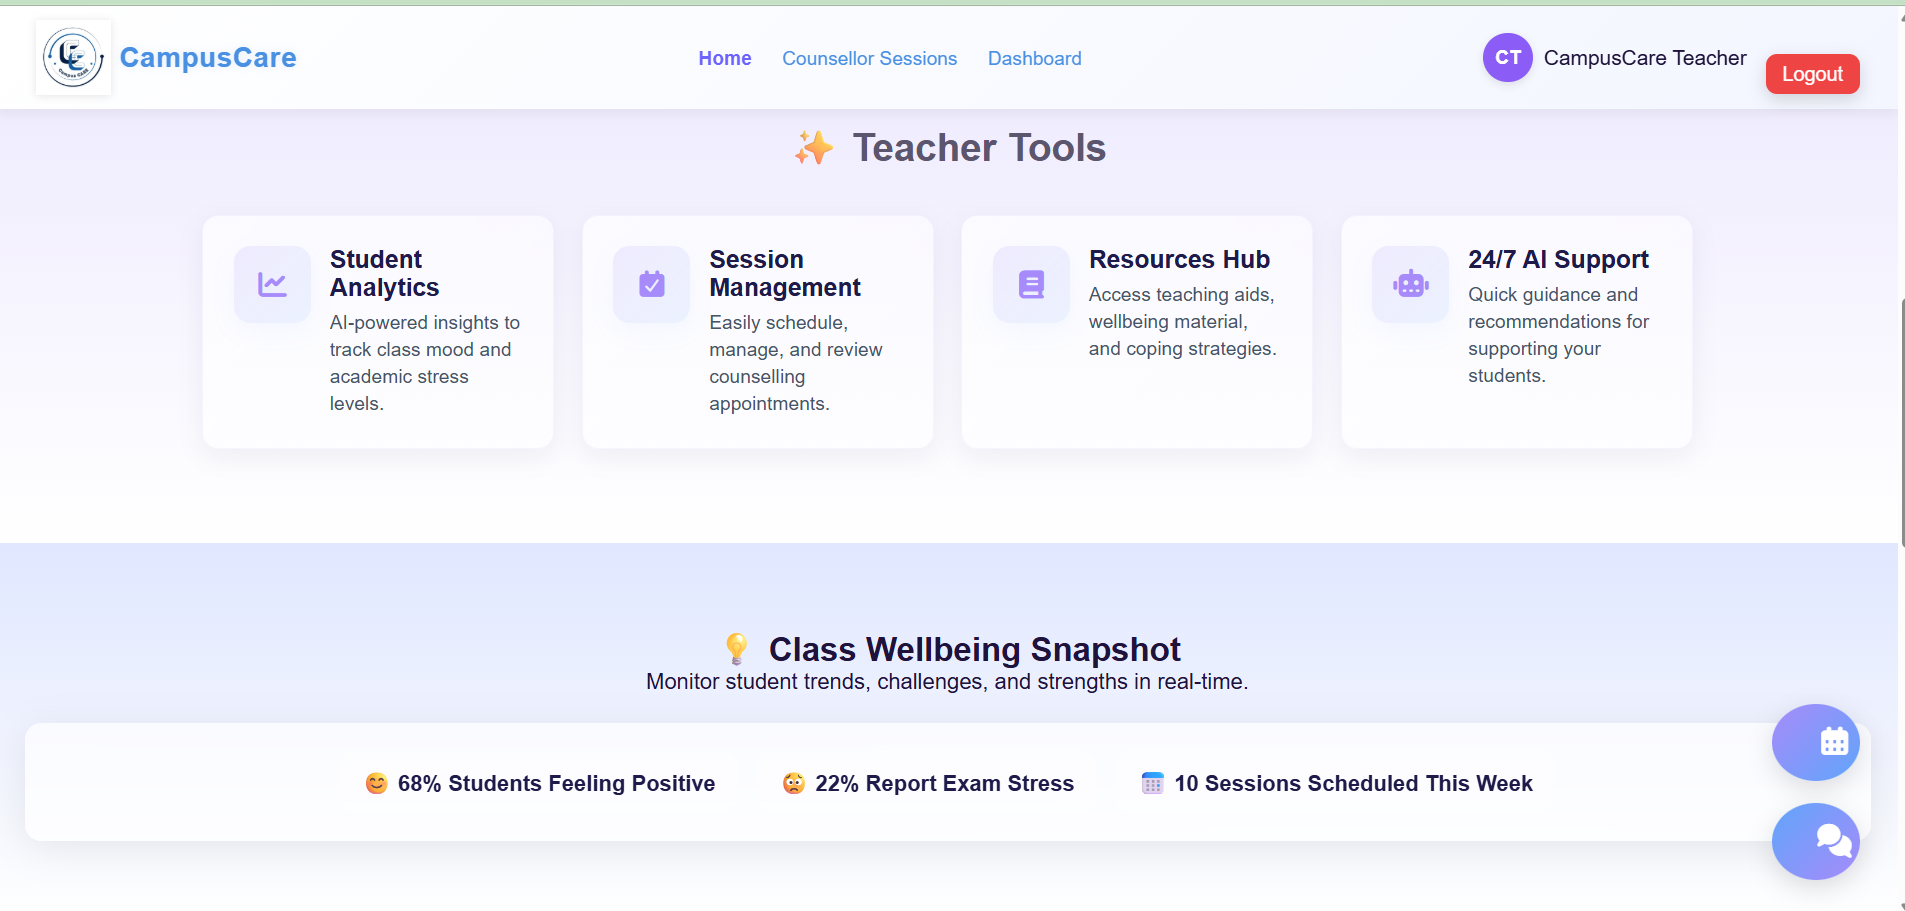 Campus CARE
CampusCare
Home
Counsellor Sessions
Dashboard
CT
CampusCare Teacher
Logout
Teacher Tools
Student
Analytics
AI-powered insights to
track class mood and
academic stress
levels.
Session
Management
Easily schedule,
manage, and review
counselling
appointments.
Resources Hub
Access teaching aids,
wellbeing material,
and coping strategies.
24/7 AI Support
Quick guidance and
recommendations for
supporting your
students.
Class Wellbeing Snapshot
Monitor student trends, challenges, and strengths in real-time.
68% Students Feeling Positive
22% Report Exam Stress
10 Sessions Scheduled This Week